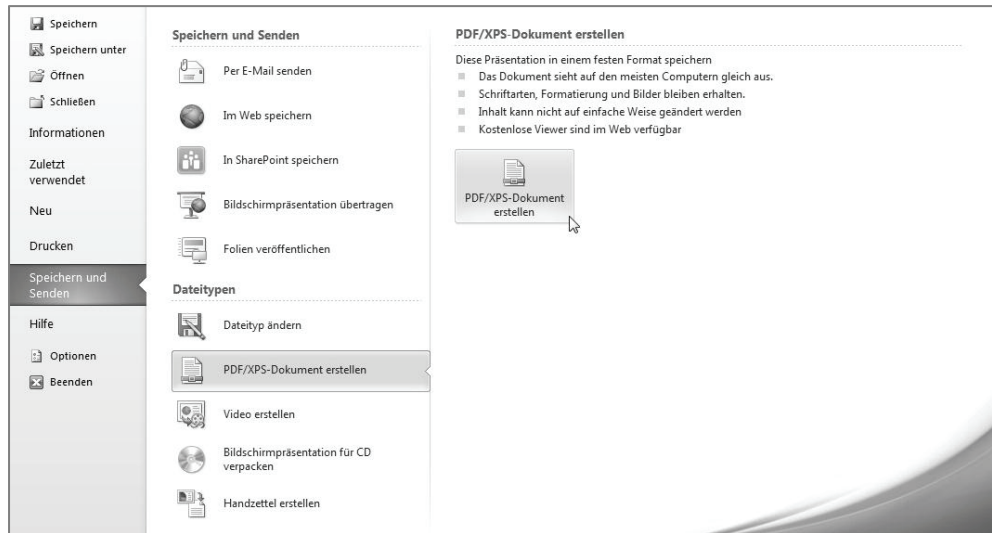 Speichern
Speichern unter
Öffnen
Schließen
Informationen
Zuletzt
verwendet
Neu
Drucken
Speichern und
Senden
Hilfe
Optionen
Beenden
Speichern und Senden
Per E-Mail senden
Im Web speichern
In SharePoint speichern
Bildschirmpräsentation übertragen
Folien veröffentlichen
Dateitypen
Dateityp ändern
PDF/XPS-Dokument erstellen
Video erstellen
Bildschirmpräsentation für CD
verpacken
Handzettel erstellen
PDF/XPS-Dokument erstellen
Diese Präsentation in einem festen Format speichern
Das Dokument sieht auf den meisten Computern gleich aus.
Schriftarten, Formatierung und Bilder bleiben erhalten.
Inhalt kann nicht auf einfache Weise geändert werden
Kostenlose Viewer sind im Web verfügbar
PDF/XPS-Dokument
erstellen